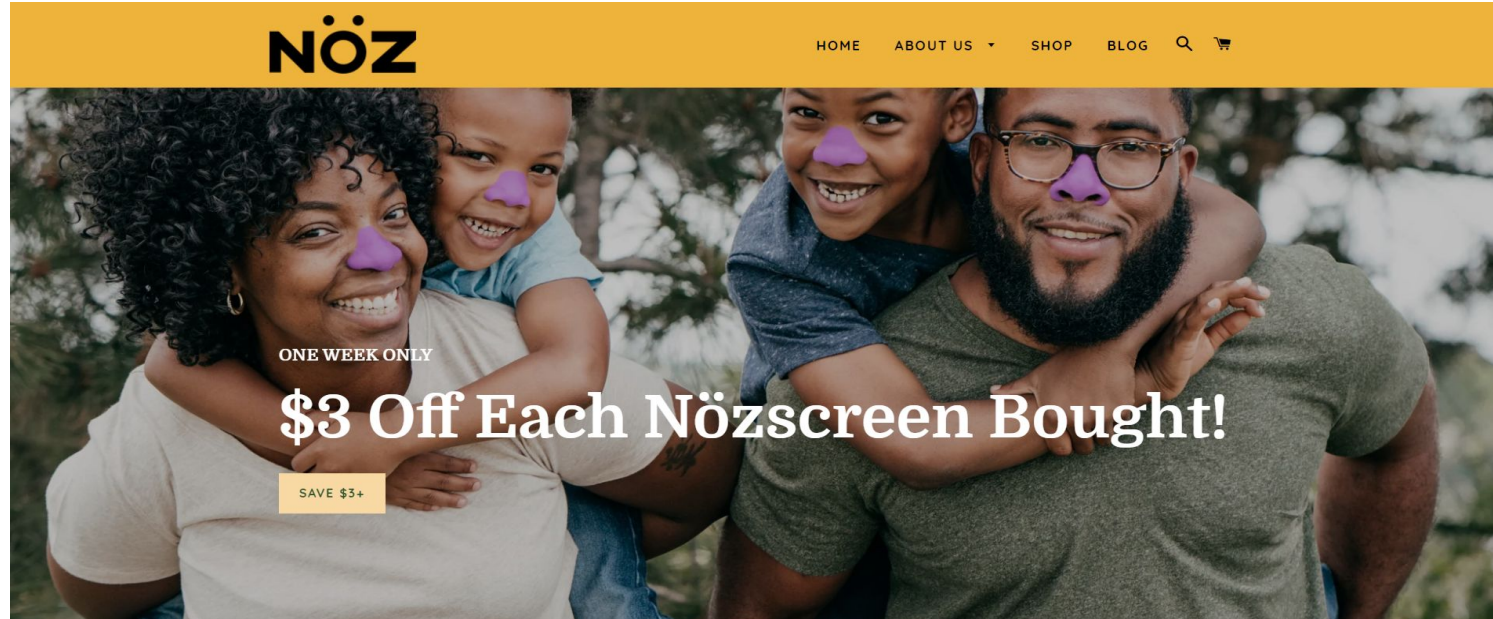 NÖZ
HOME ABOUT US SHOP BLOG
ONE WEEK ONLY
$3 Off Each Nözscreen Bought!
SAVE $3+